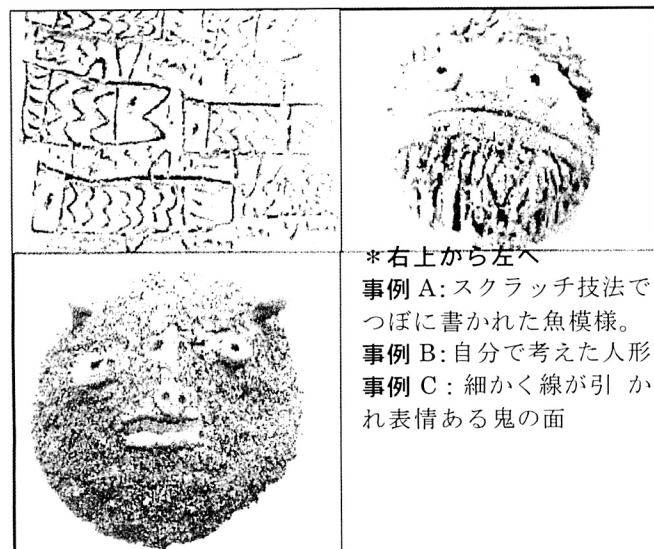 *右上から左へ
事例 A:スクラッチ技法で
つぼに書かれた魚模様。
事例 B:自分で考えた人形
事例 C:細かく線が引 か
れ表情ある鬼の面